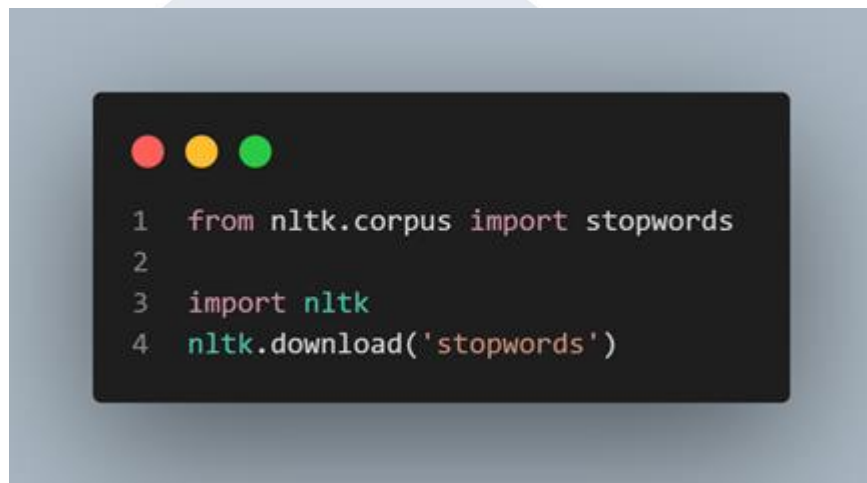 1 from nltk.corpus import stopwords
2
3 import nltk
4 nltk.download('stopwords')